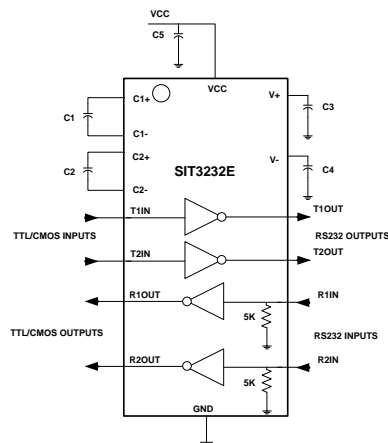 VCC
C5
VCC
C1+
V+
C1
C3
C1-
C2+
V-
C2
SIT3232E
C4
C2-
T1IN
T1OUT
TTL/CMOS INPUTS
RS232 OUTPUTS
T2IN
T2OUT
R1OUT
R1IN
5K
TTL/CMOS OUTPUTS
RS232 INPUTS
R2OUT
R2IN
5K
GND